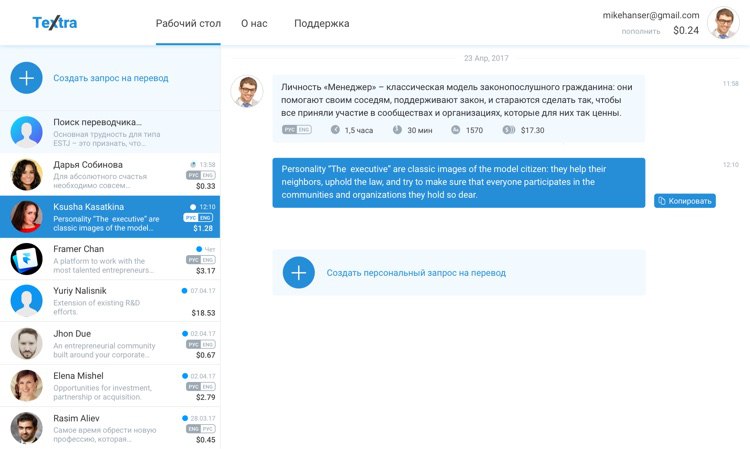 Textra
Рабочий стол
О нас
Поддержка
mikehanser@gmail.com
пополнить $0.24
Создать запрос на перевод
Поиск переводчика…
Основная трудность для типа
ESTJ – это признать, что…
Дарья Собинова
13:58
Для абсолютного счастья
РУС ENG
необходимо совсем…
$0.33
Ksusha Kasatkina
12:10
Personality “The executive” are
РУС ENG
classic images of the model…
$1.28
Framer Chan
Чет
A platform to work with the
РУС ENG
most talented entrepreneurs…
$3.17
Yuriy Nalisnik
07.04.17
Extension of existing R&D
efforts
$18.53
Jhon Due
02.04.17
An entrepreneurial community
РУС ENG
built around your corporate…
$0.67
Elena Mishel
02.04.17
Opportunities for investment,
РУС ENG
partnership or acquisition.
$2.79
Rasim Aliev
28.03.17
Самое время обрести новую
ENG РУС
профессию, которая…
$0.45
23 Апр, 2017
11:58
Личность «Менеджер» – классическая модель законопослушного гражданина: они
помогают своим соседям, поддерживают закон, и стараются сделать так, чтобы
все приняли участие в сообществах и организациях, которые для них так ценны.
РУС ENG 1,5 часа 30 мин 1570 $17.30
12:10
Personality “The executive” are classic images of the model citizen: they help their
neighbors, uphold the law, and try to make sure that everyone participates in the
communities and organizations they hold so dear.
Копировать
Создать персональный запрос на перевод